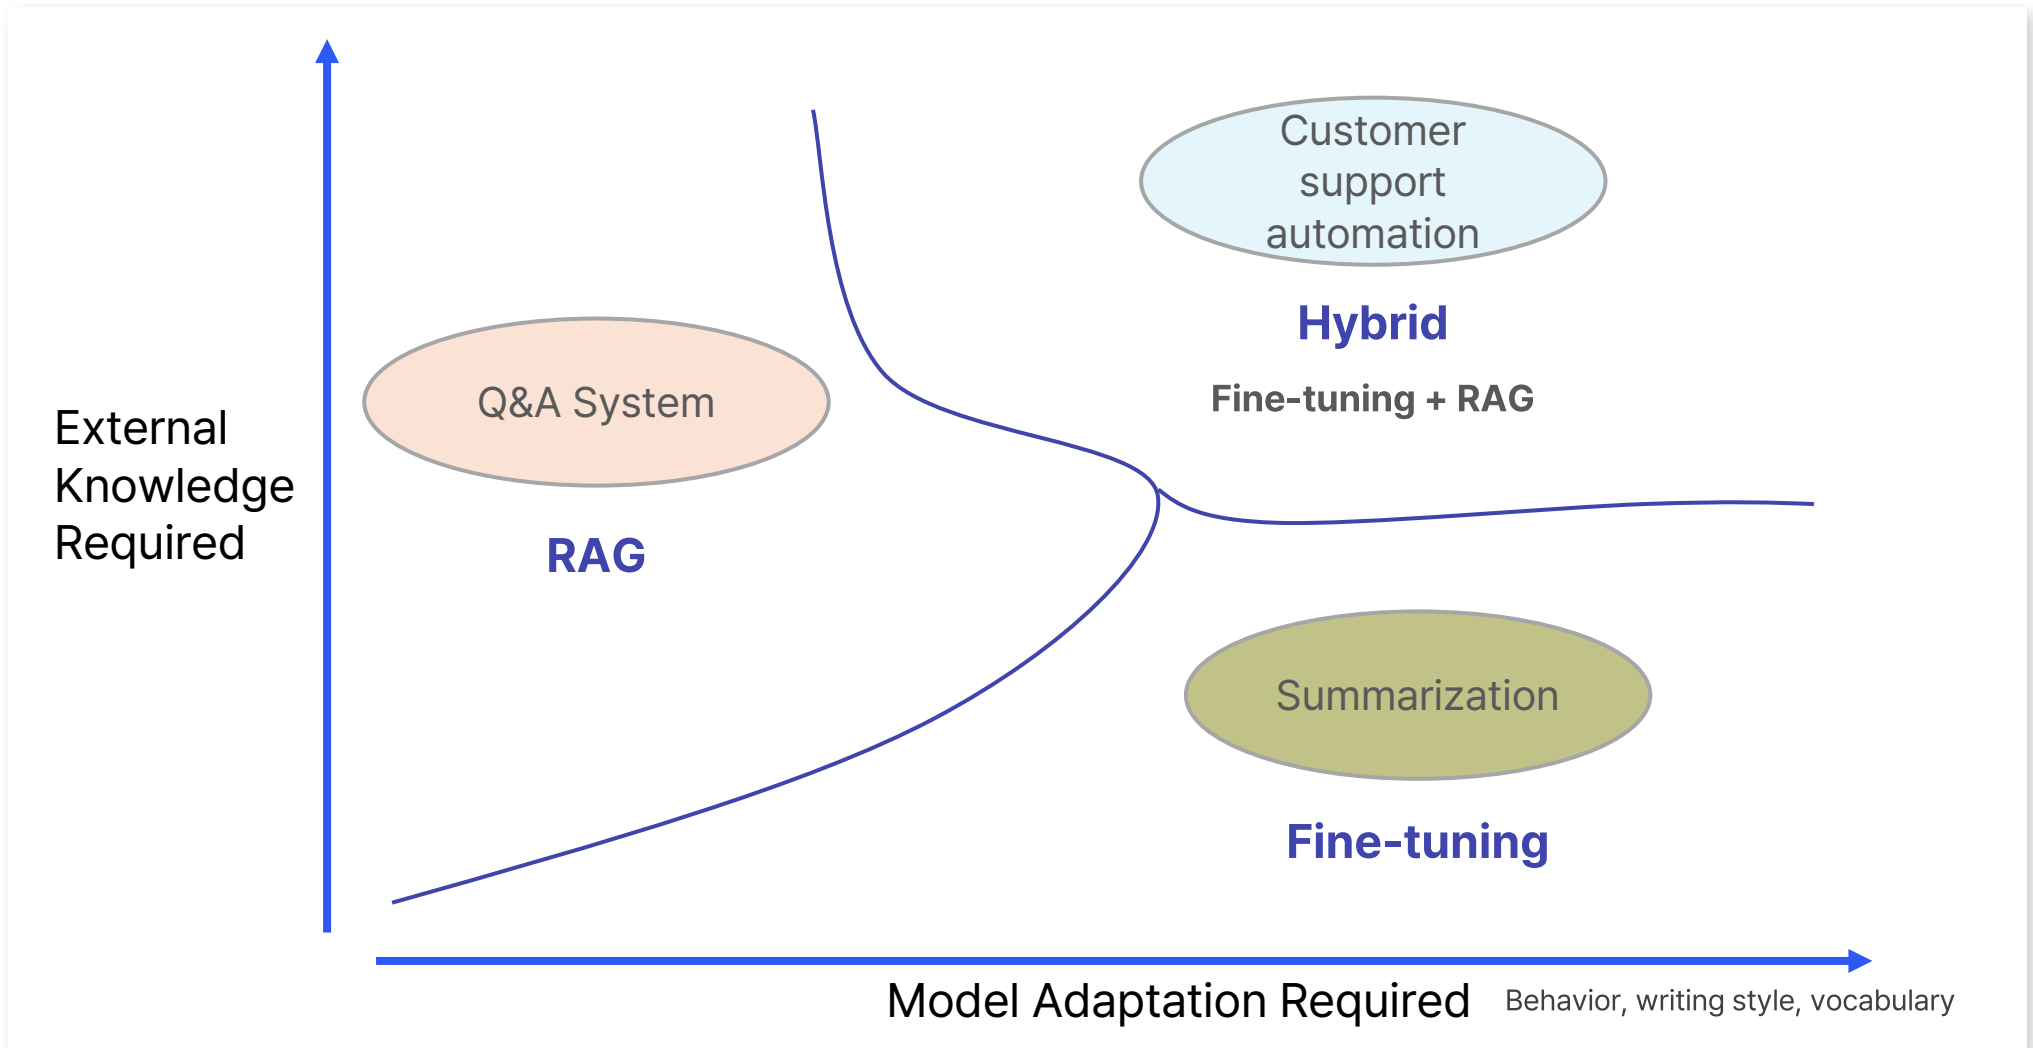 Customer
support
automation
Hybrid
Fine-tuning + RAG
Q&A System
RAG
External
Knowledge
Required
Summarization
Fine-tuning
Model Adaptation Required
Behavior, writing style, vocabulary